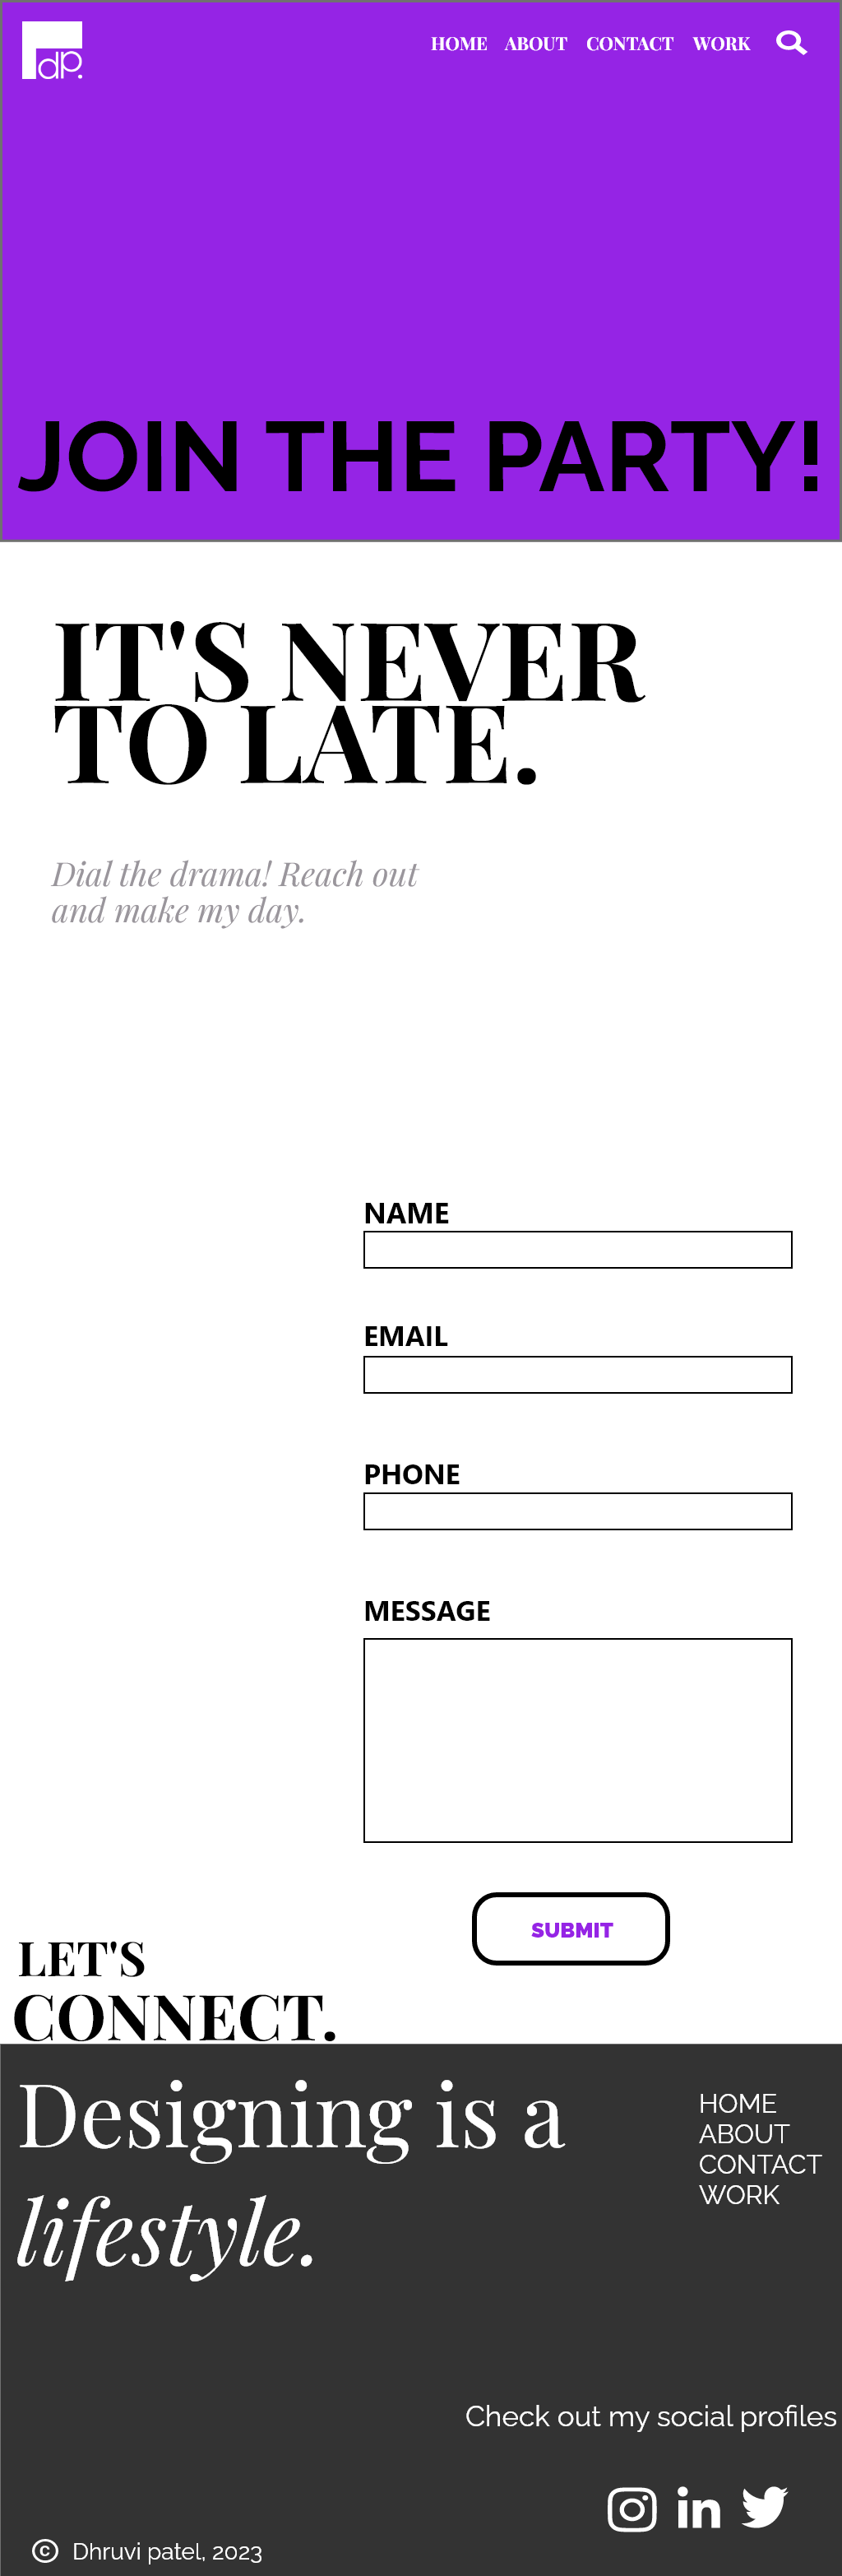 dp.
HOME ABOUT CONTACT WORK
JOIN THE PARTY!
IT'S NEVER
TO LATE.
Dial the drama! Reach out
and make my day.
NAME
EMAIL
PHONE
MESSAGE
SUBMIT
LET'S
CONNECT.
Designing is a
lifestyle.
HOME
ABOUT
CONTACT
WORK
Check out my social profiles
in
© Dhruvi patel, 2023